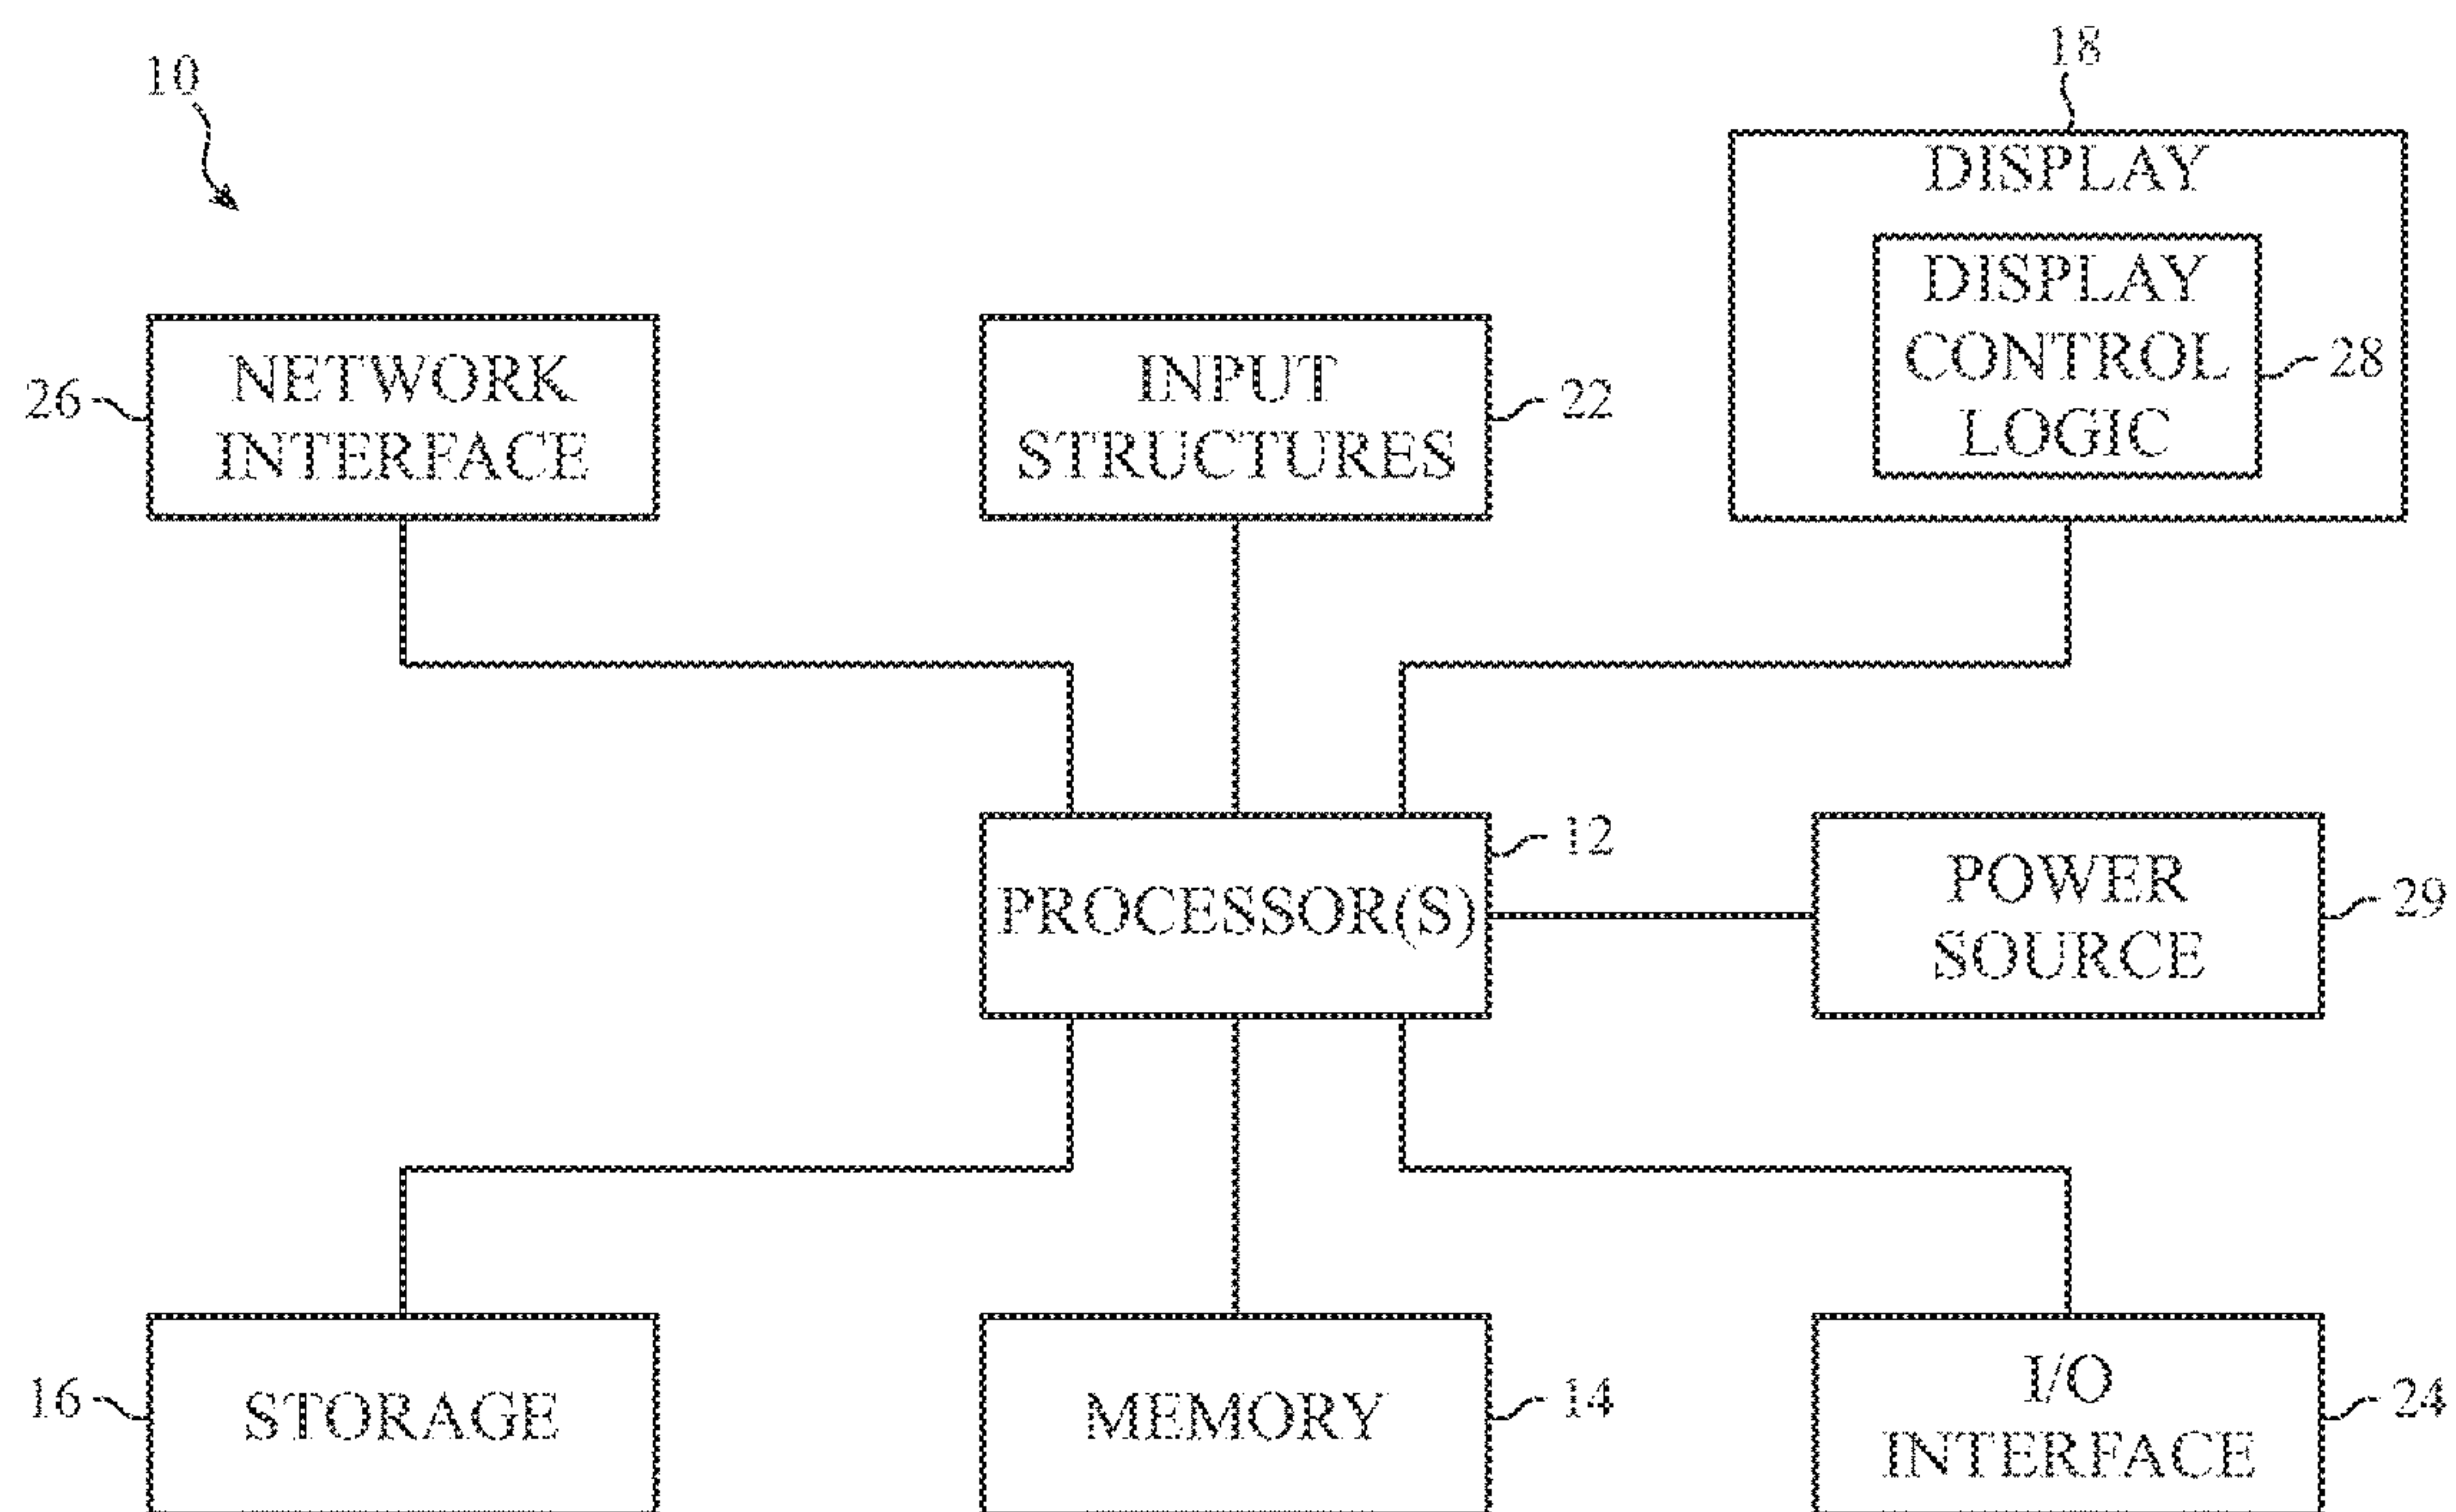 10
18
DISPLAY
DISPLAY
CONTROL
LOGIC
28
NETWORK
INTERFACE
26
INPUT
STRUCTURES
22
PROCESSOR(S)
12
POWER
SOURCE
29
STORAGE
16
MEMORY
14
I/O
INTERFACE
24